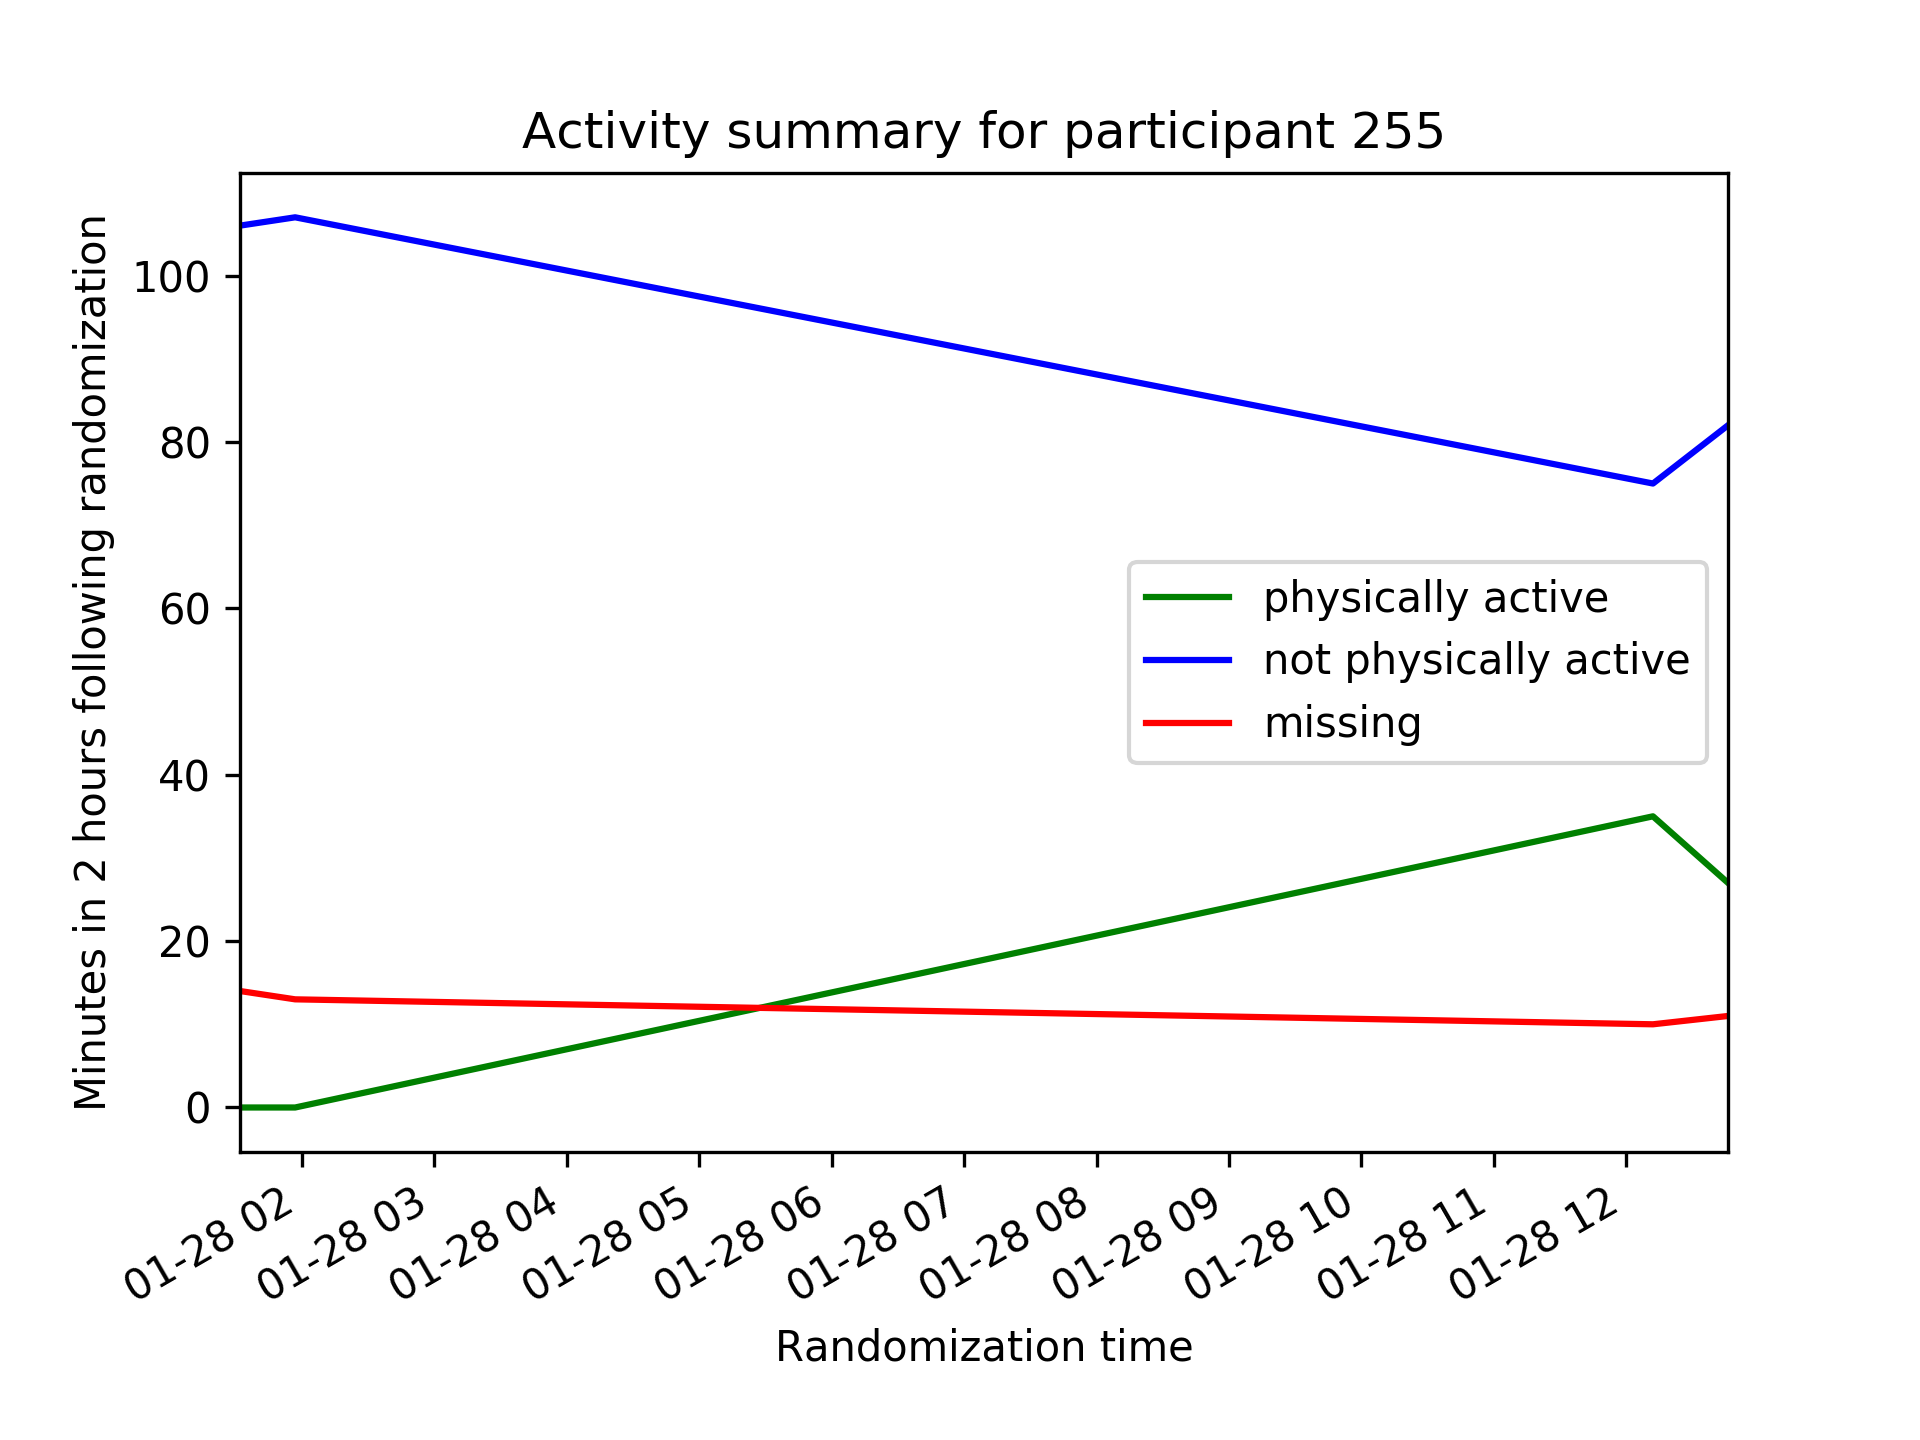 Activity summary for participant 255
Minutes in 2 hours following randomization
100
80
60
40
20
0
physically active
not physically active
missing
01-28 02
01-28 03
01-28 04
01-28 05
01-28 06
01-28 07
01-28 08
01-28 09
01-28 10
01-28 11
01-28 12
Randomization time